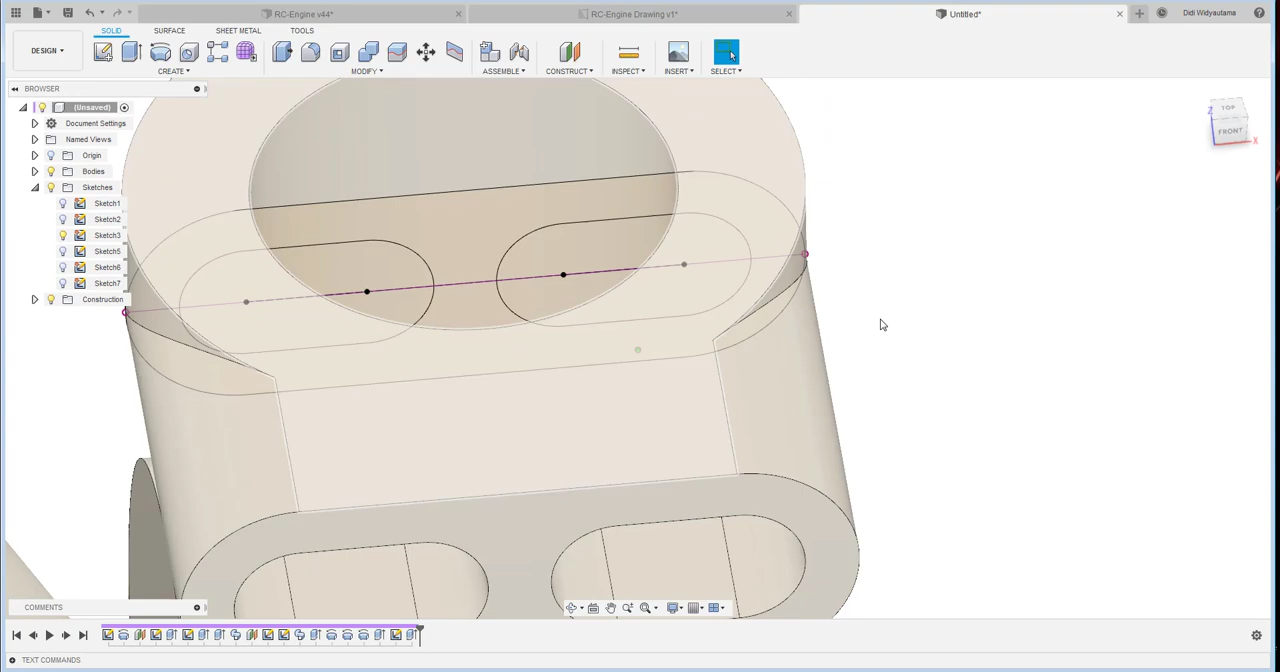 RC-Engine v44*
RC-Engine Drawing v1*
Untitled*
Didi Widyautama
DESIGN
SOLID
SURFACE
SHEET METAL
TOOLS
CREATE
MODIFY
ASSEMBLE
CONSTRUCT
INSPECT
INSERT
SELECT
BROWSER
(Unsaved)
Document Settings
Named Views
Origin
Bodies
Sketches
Sketch1
Sketch2
Sketch3
Sketch5
Sketch6
Sketch7
Construction
TOP
FRONT
Z
X
COMMENTS
TEXT COMMANDS